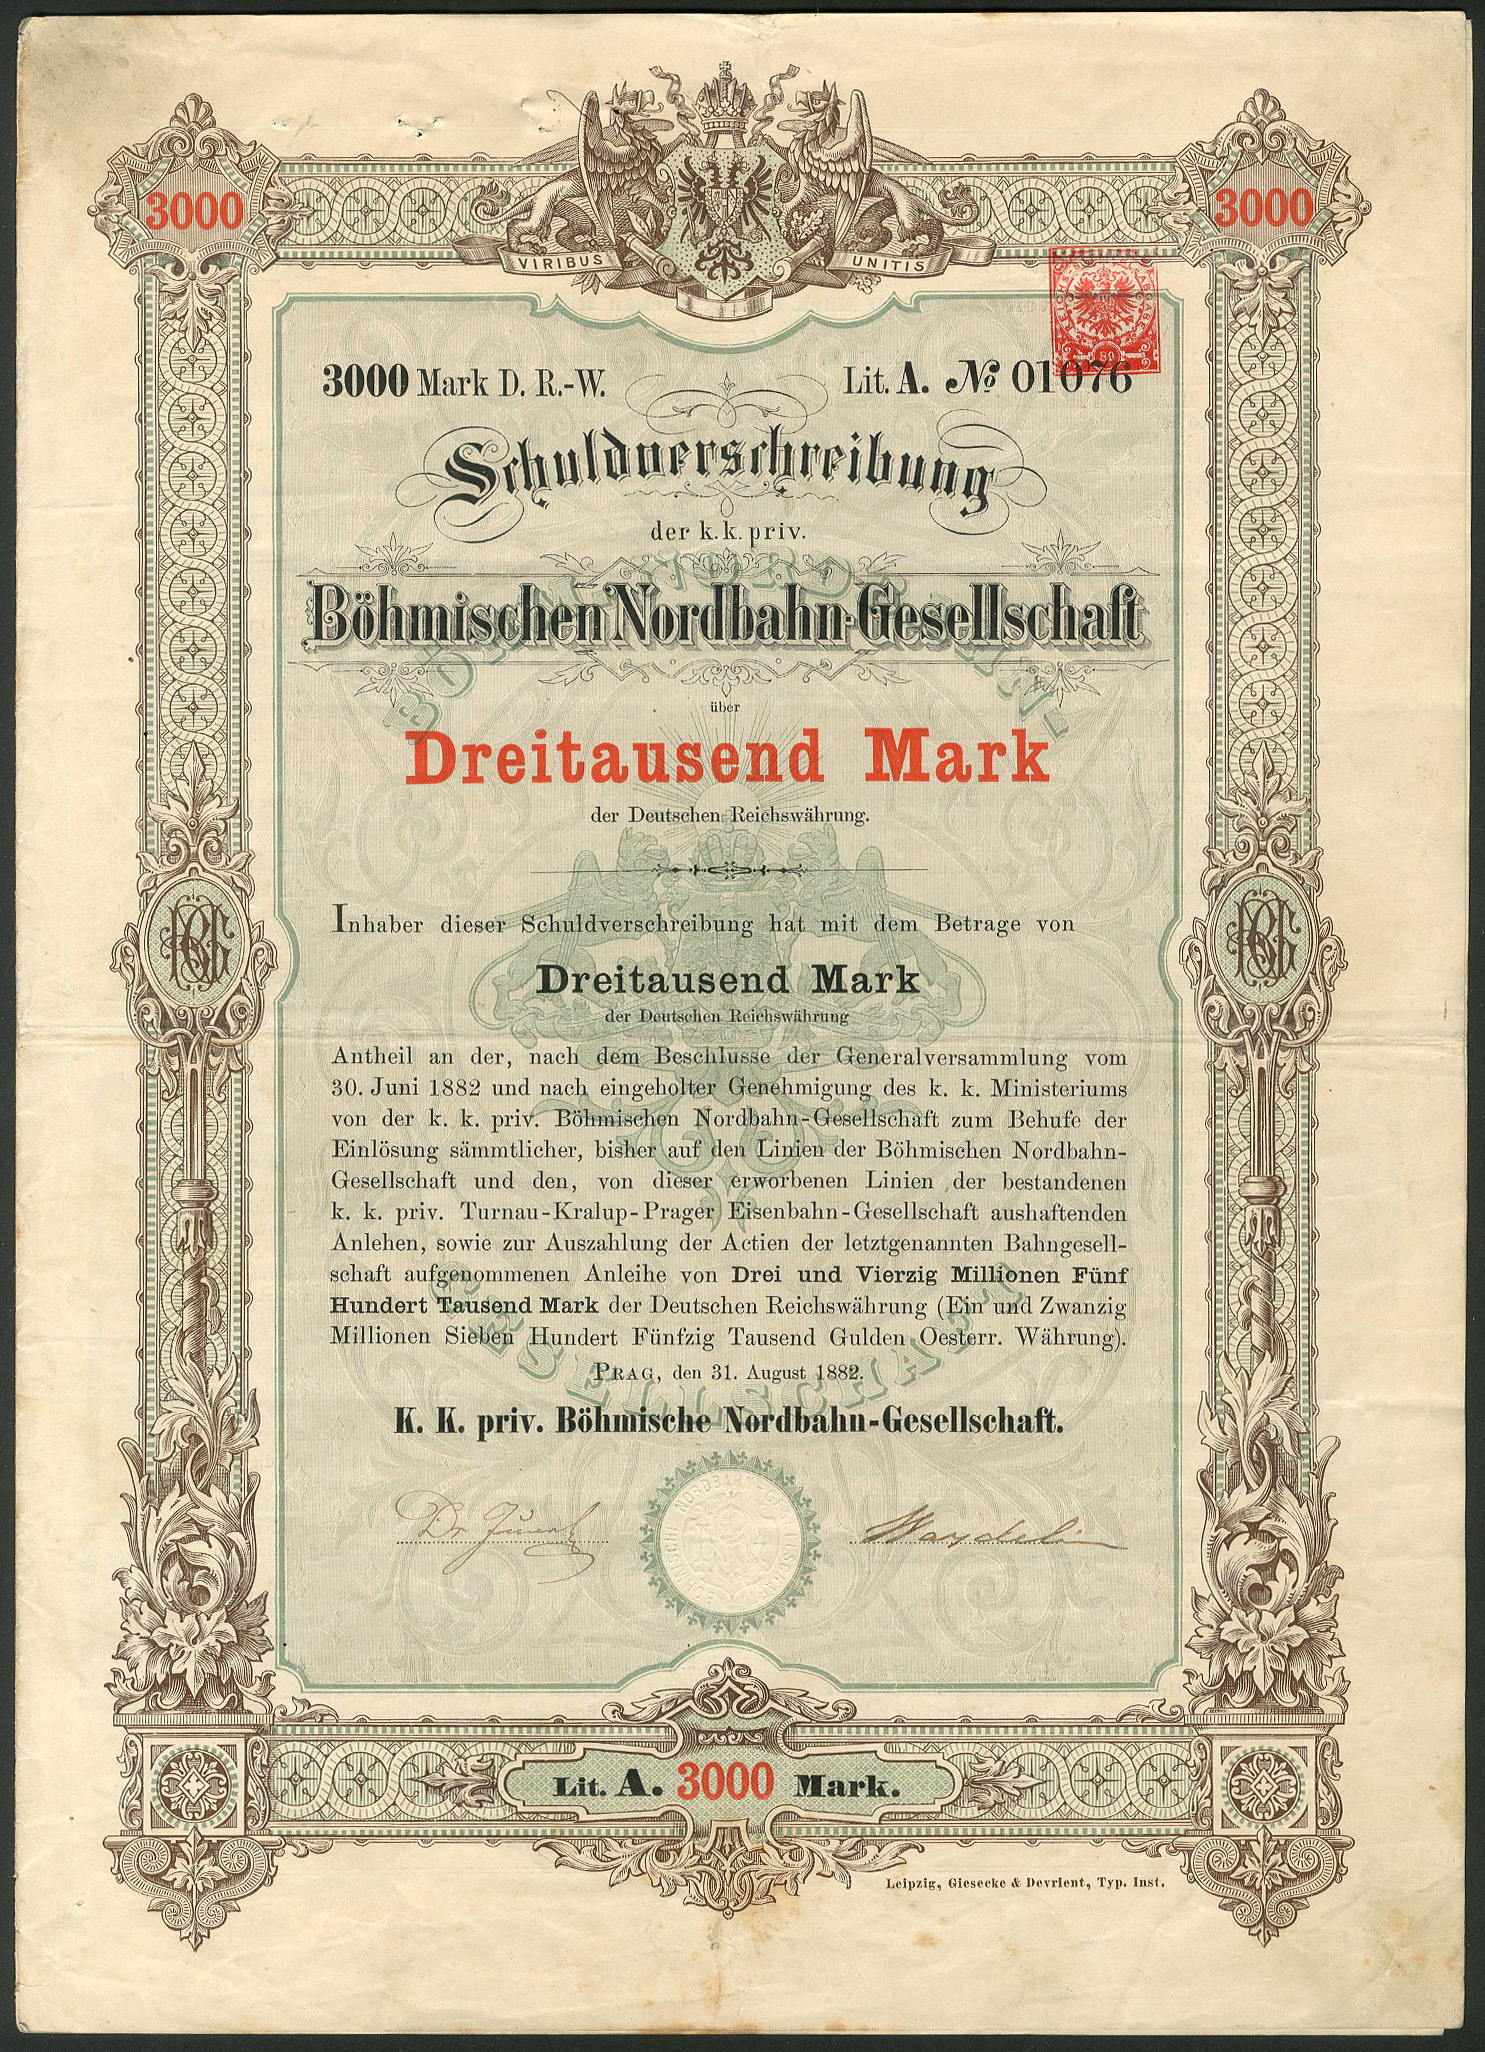 3000
3000
VIRIBUS UNITIS
REICHS ABGABE
3000 Mark D. R.-W.
Lit. A. № 01076
Schuldverschreibung
der k. k. priv.
Böhmischen Nordbahn-Gesellschaft
über
Dreitausend Mark
der Deutschen Reichswährung.
Inhaber dieser Schuldverschreibung hat mit dem Betrage von
Dreitausend Mark
der Deutschen Reichswährung
Antheil an der, nach dem Beschlusse der Generalversammlung vom
30. Juni 1882 und nach eingeholter Genehmigung des k. k. Ministeriums
von der k. k. priv. Böhmischen Nordbahn-Gesellschaft zum Behufe der
Einlösung sämmtlicher, bisher auf den Linien der Böhmischen Nordbahn-
Gesellschaft und den, von dieser erworbenen Linien der bestandenen
k. k. priv. Turnau-Kralup-Prager Eisenbahn-Gesellschaft aushaftenden
Anlehen, sowie zur Auszahlung der Actien der letztgenannten Bahngesell-
schaft aufgenommenen Anleihe von Drei und Vierzig Millionen Fünf
Hundert Tausend Mark der Deutschen Reichswährung (Ein und Zwanzig
Millionen Sieben Hundert Fünfzig Tausend Gulden Oesterr. Währung).
PRAG, den 31. August 1882.
K. K. priv. Böhmische Nordbahn-Gesellschaft.
Dr
Lit. A. 3000 Mark.
Leipzig, Giesecke & Devrient, Typ. Inst.